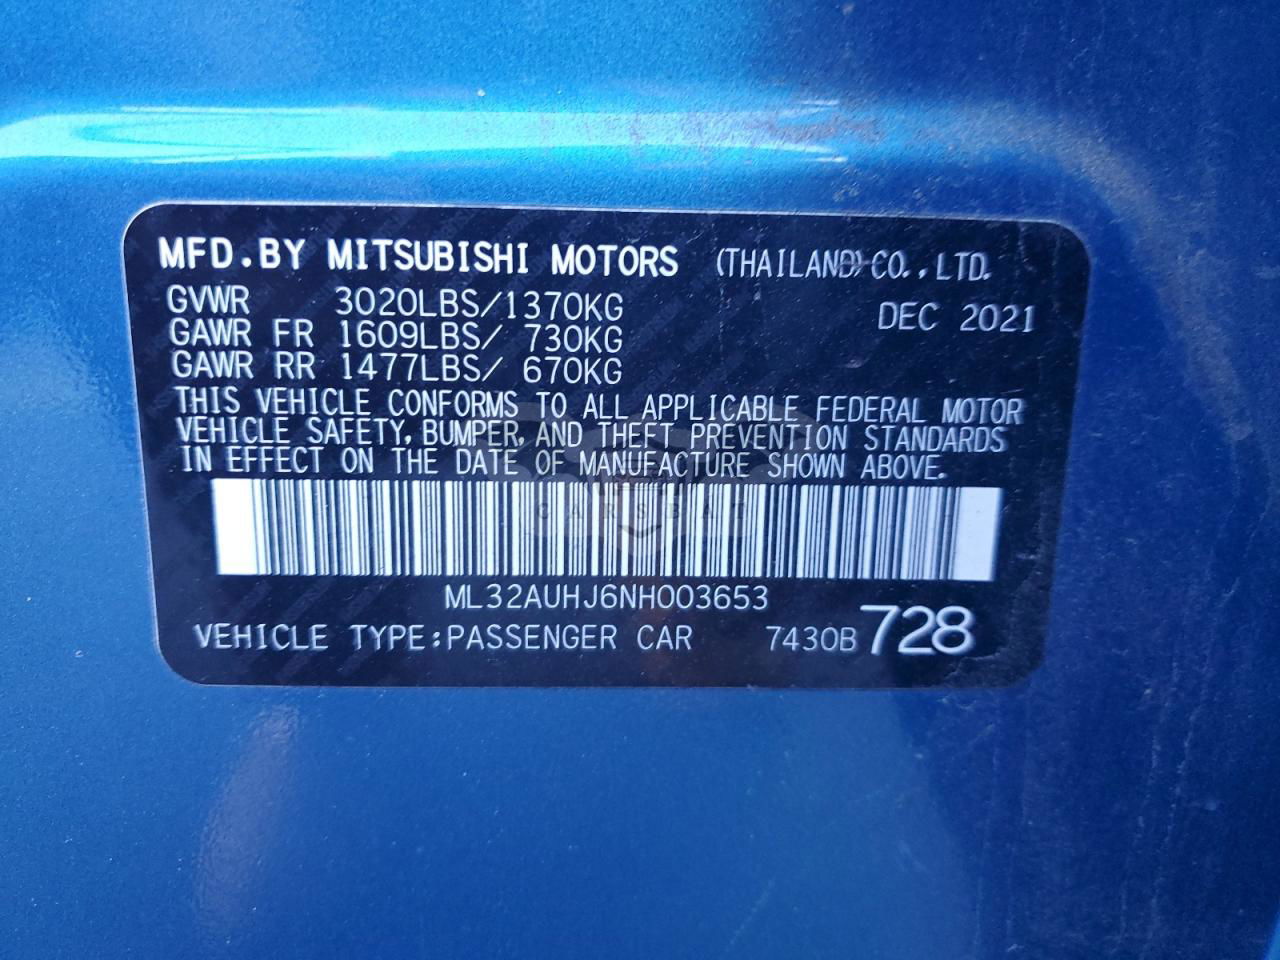 MFD.BY MITSUBISHI MOTORS (THAILAND) CO.,LTD.
GVWR 3020LBS/1370KG DEC 2021
GAWR FR 1609LBS/ 730KG
GAWR RR 1477LBS/ 670KG
THIS VEHICLE CONFORMS TO ALL APPLICABLE FEDERAL MOTOR
VEHICLE SAFETY, BUMPER, AND THEFT PREVENTION STANDARDS
IN EFFECT ON THE DATE OF MANUFACTURE SHOWN ABOVE.
CARSBAT
ML32AUHJ6NH003653
VEHICLE TYPE:PASSENGER CAR 7430B 728